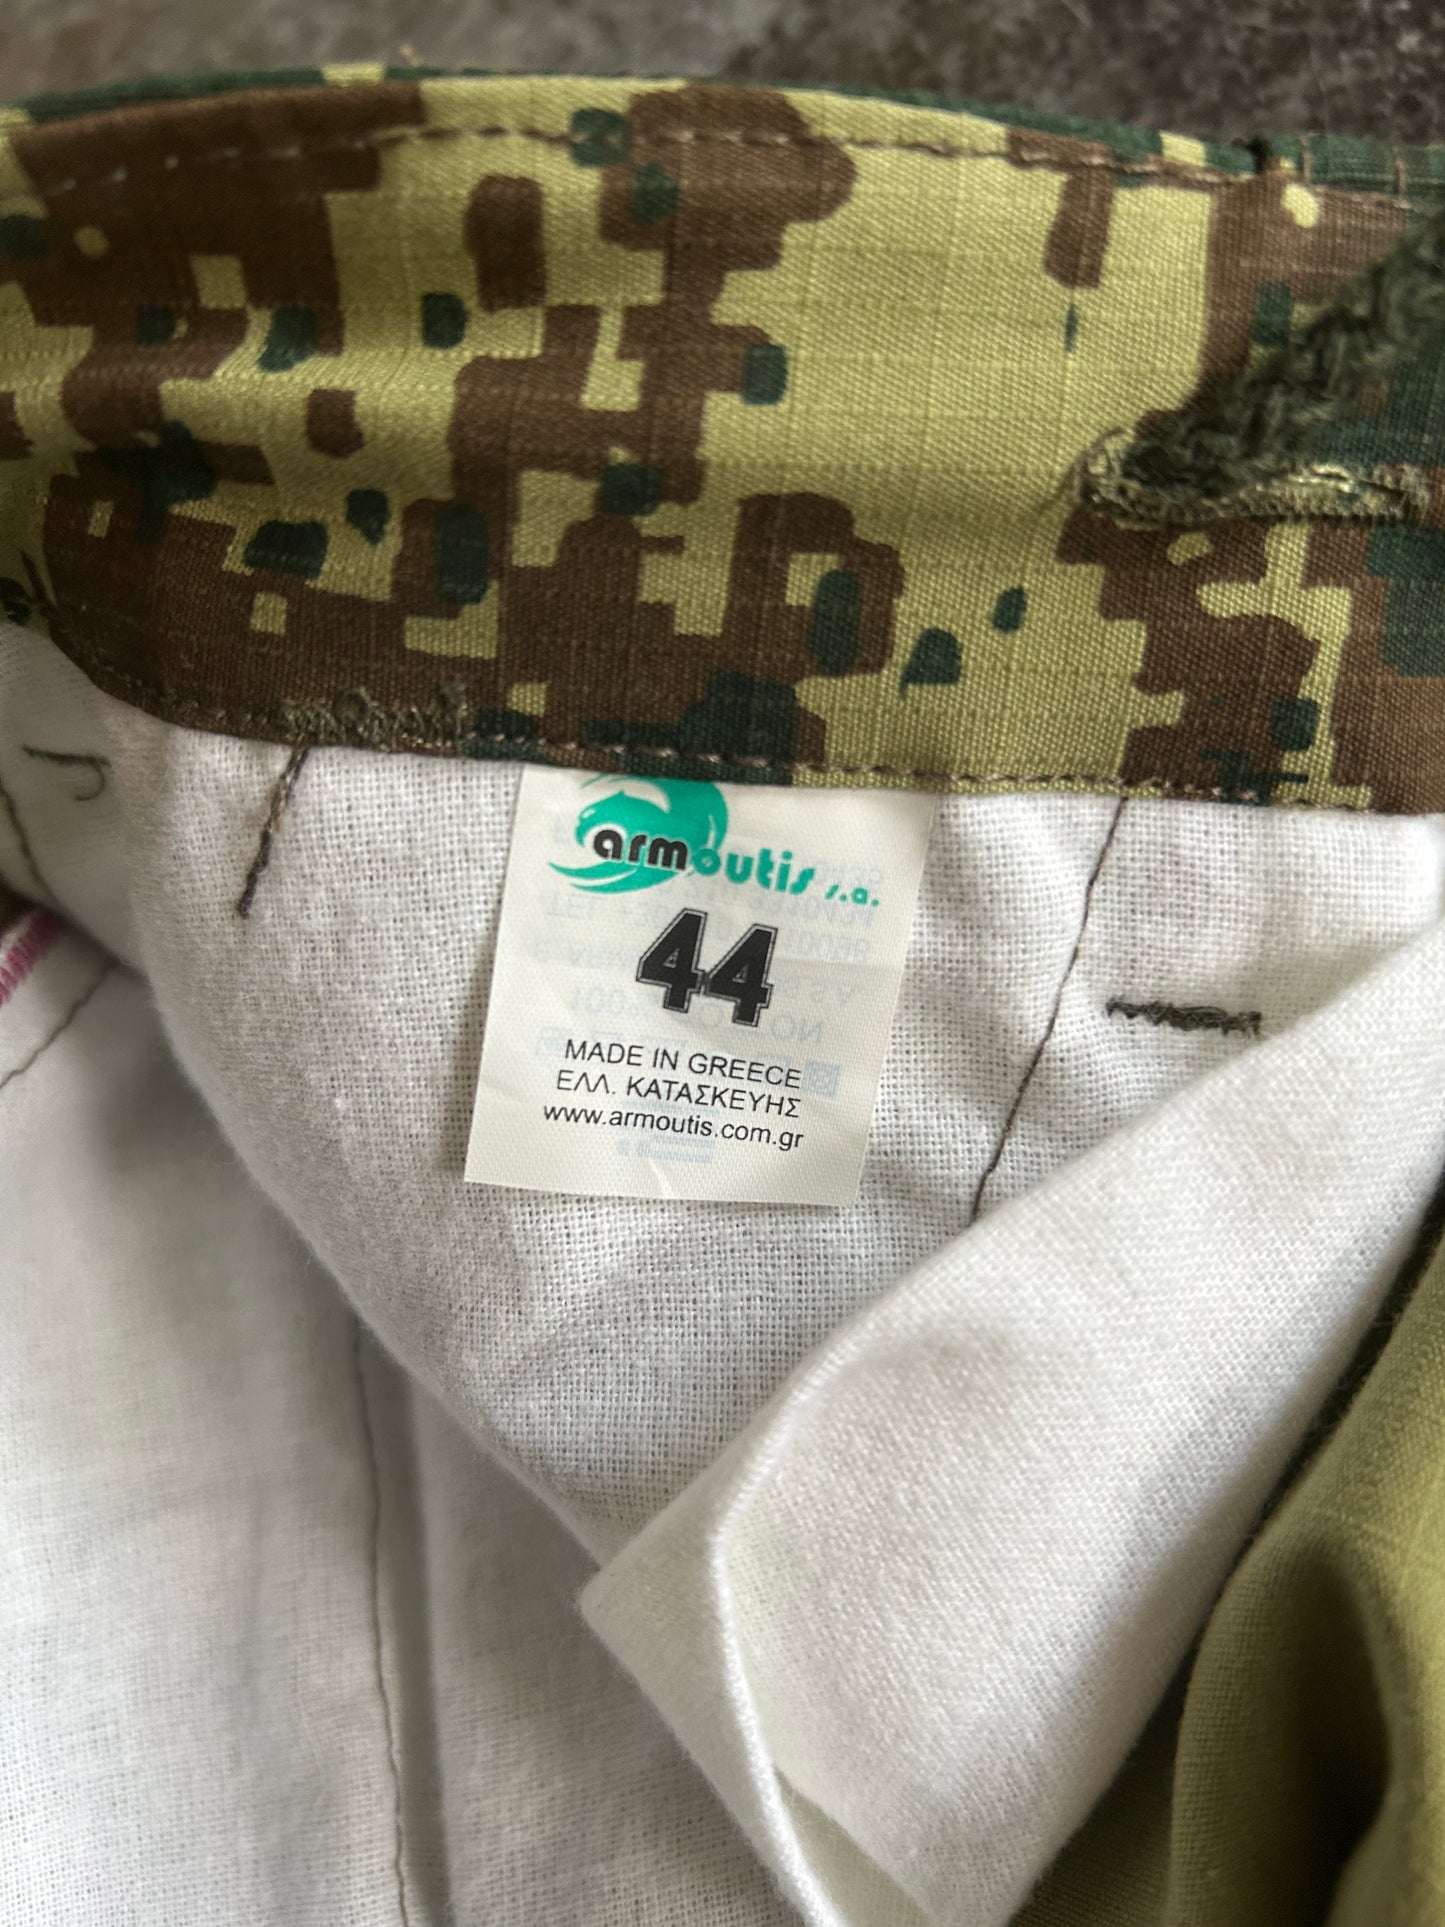 armoutis s.a.
44
MADE IN GREECE
ΕΛΛ. ΚΑΤΑΣΚΕΥΗΣ
www.armoutis.com.gr